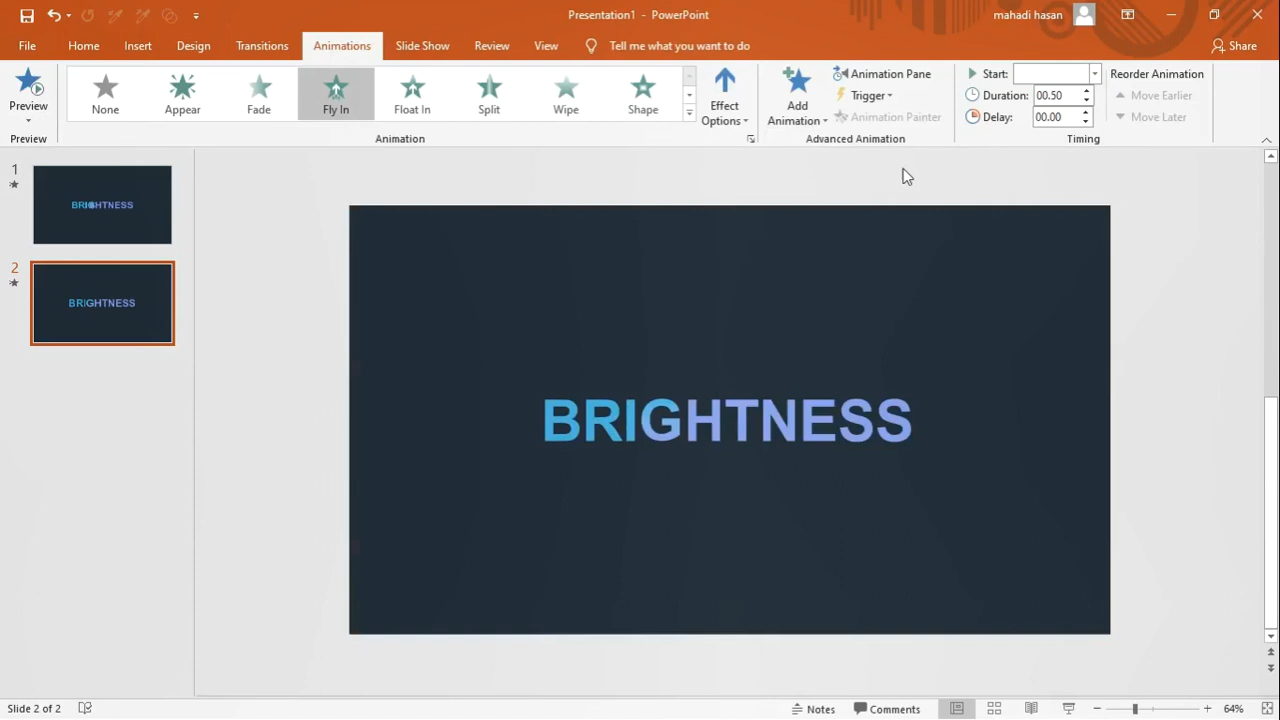 Presentation1 - PowerPoint
mahadi hasan
File Home Insert Design Transitions Animations Slide Show Review View Tell me what you want to do Share
Preview None Appear Fade Fly In Float In Split Wipe Shape Effect Options Add Animation Animation Pane Trigger Animation Painter Start: Duration: 00.50 Delay: 00.00 Reorder Animation Move Earlier Move Later
Preview Animation Advanced Animation Timing
1
BRIGHTNESS
2
BRIGHTNESS
BRIGHTNESS
Slide 2 of 2 Notes Comments 64%